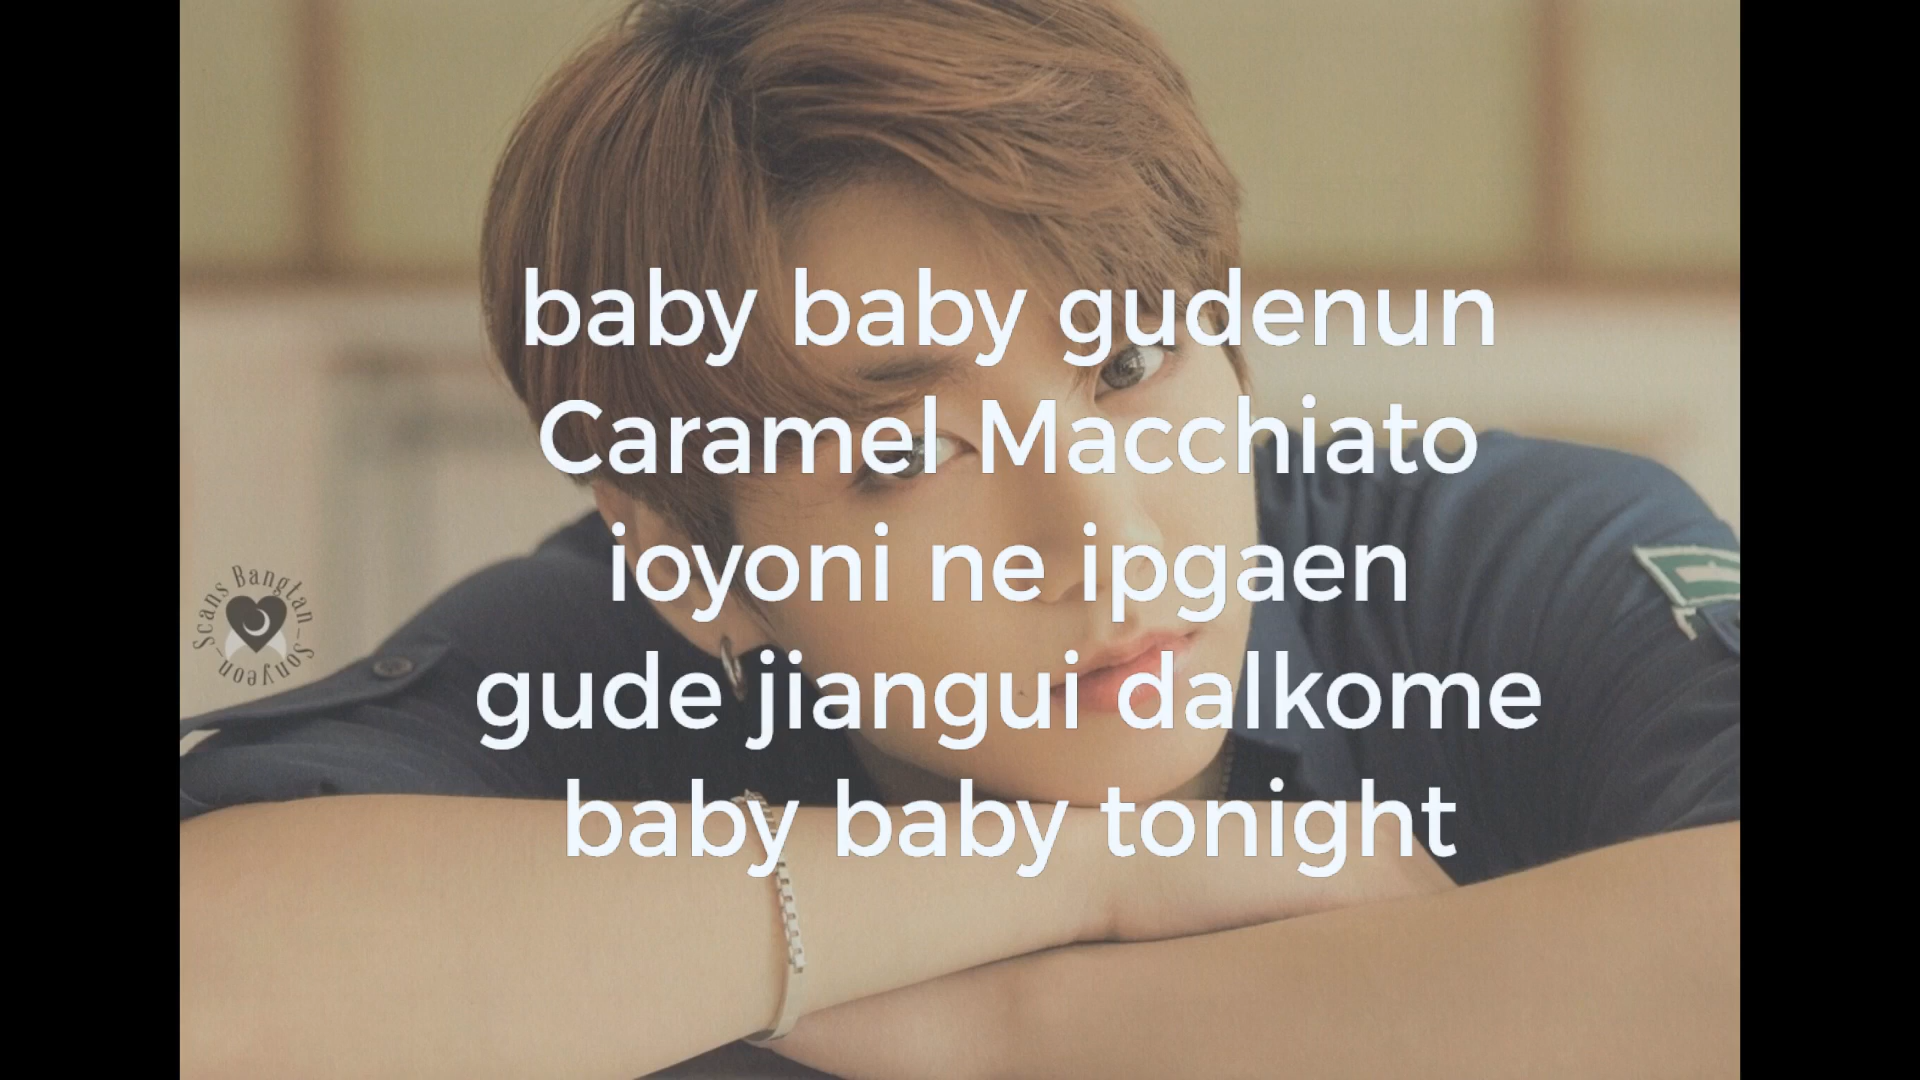 baby baby gudenun
Caramel Macchiato
ioyoni ne ipgaen
gude jiangui dalkome
baby baby tonight
~Scans Bangtan~Sonyeon